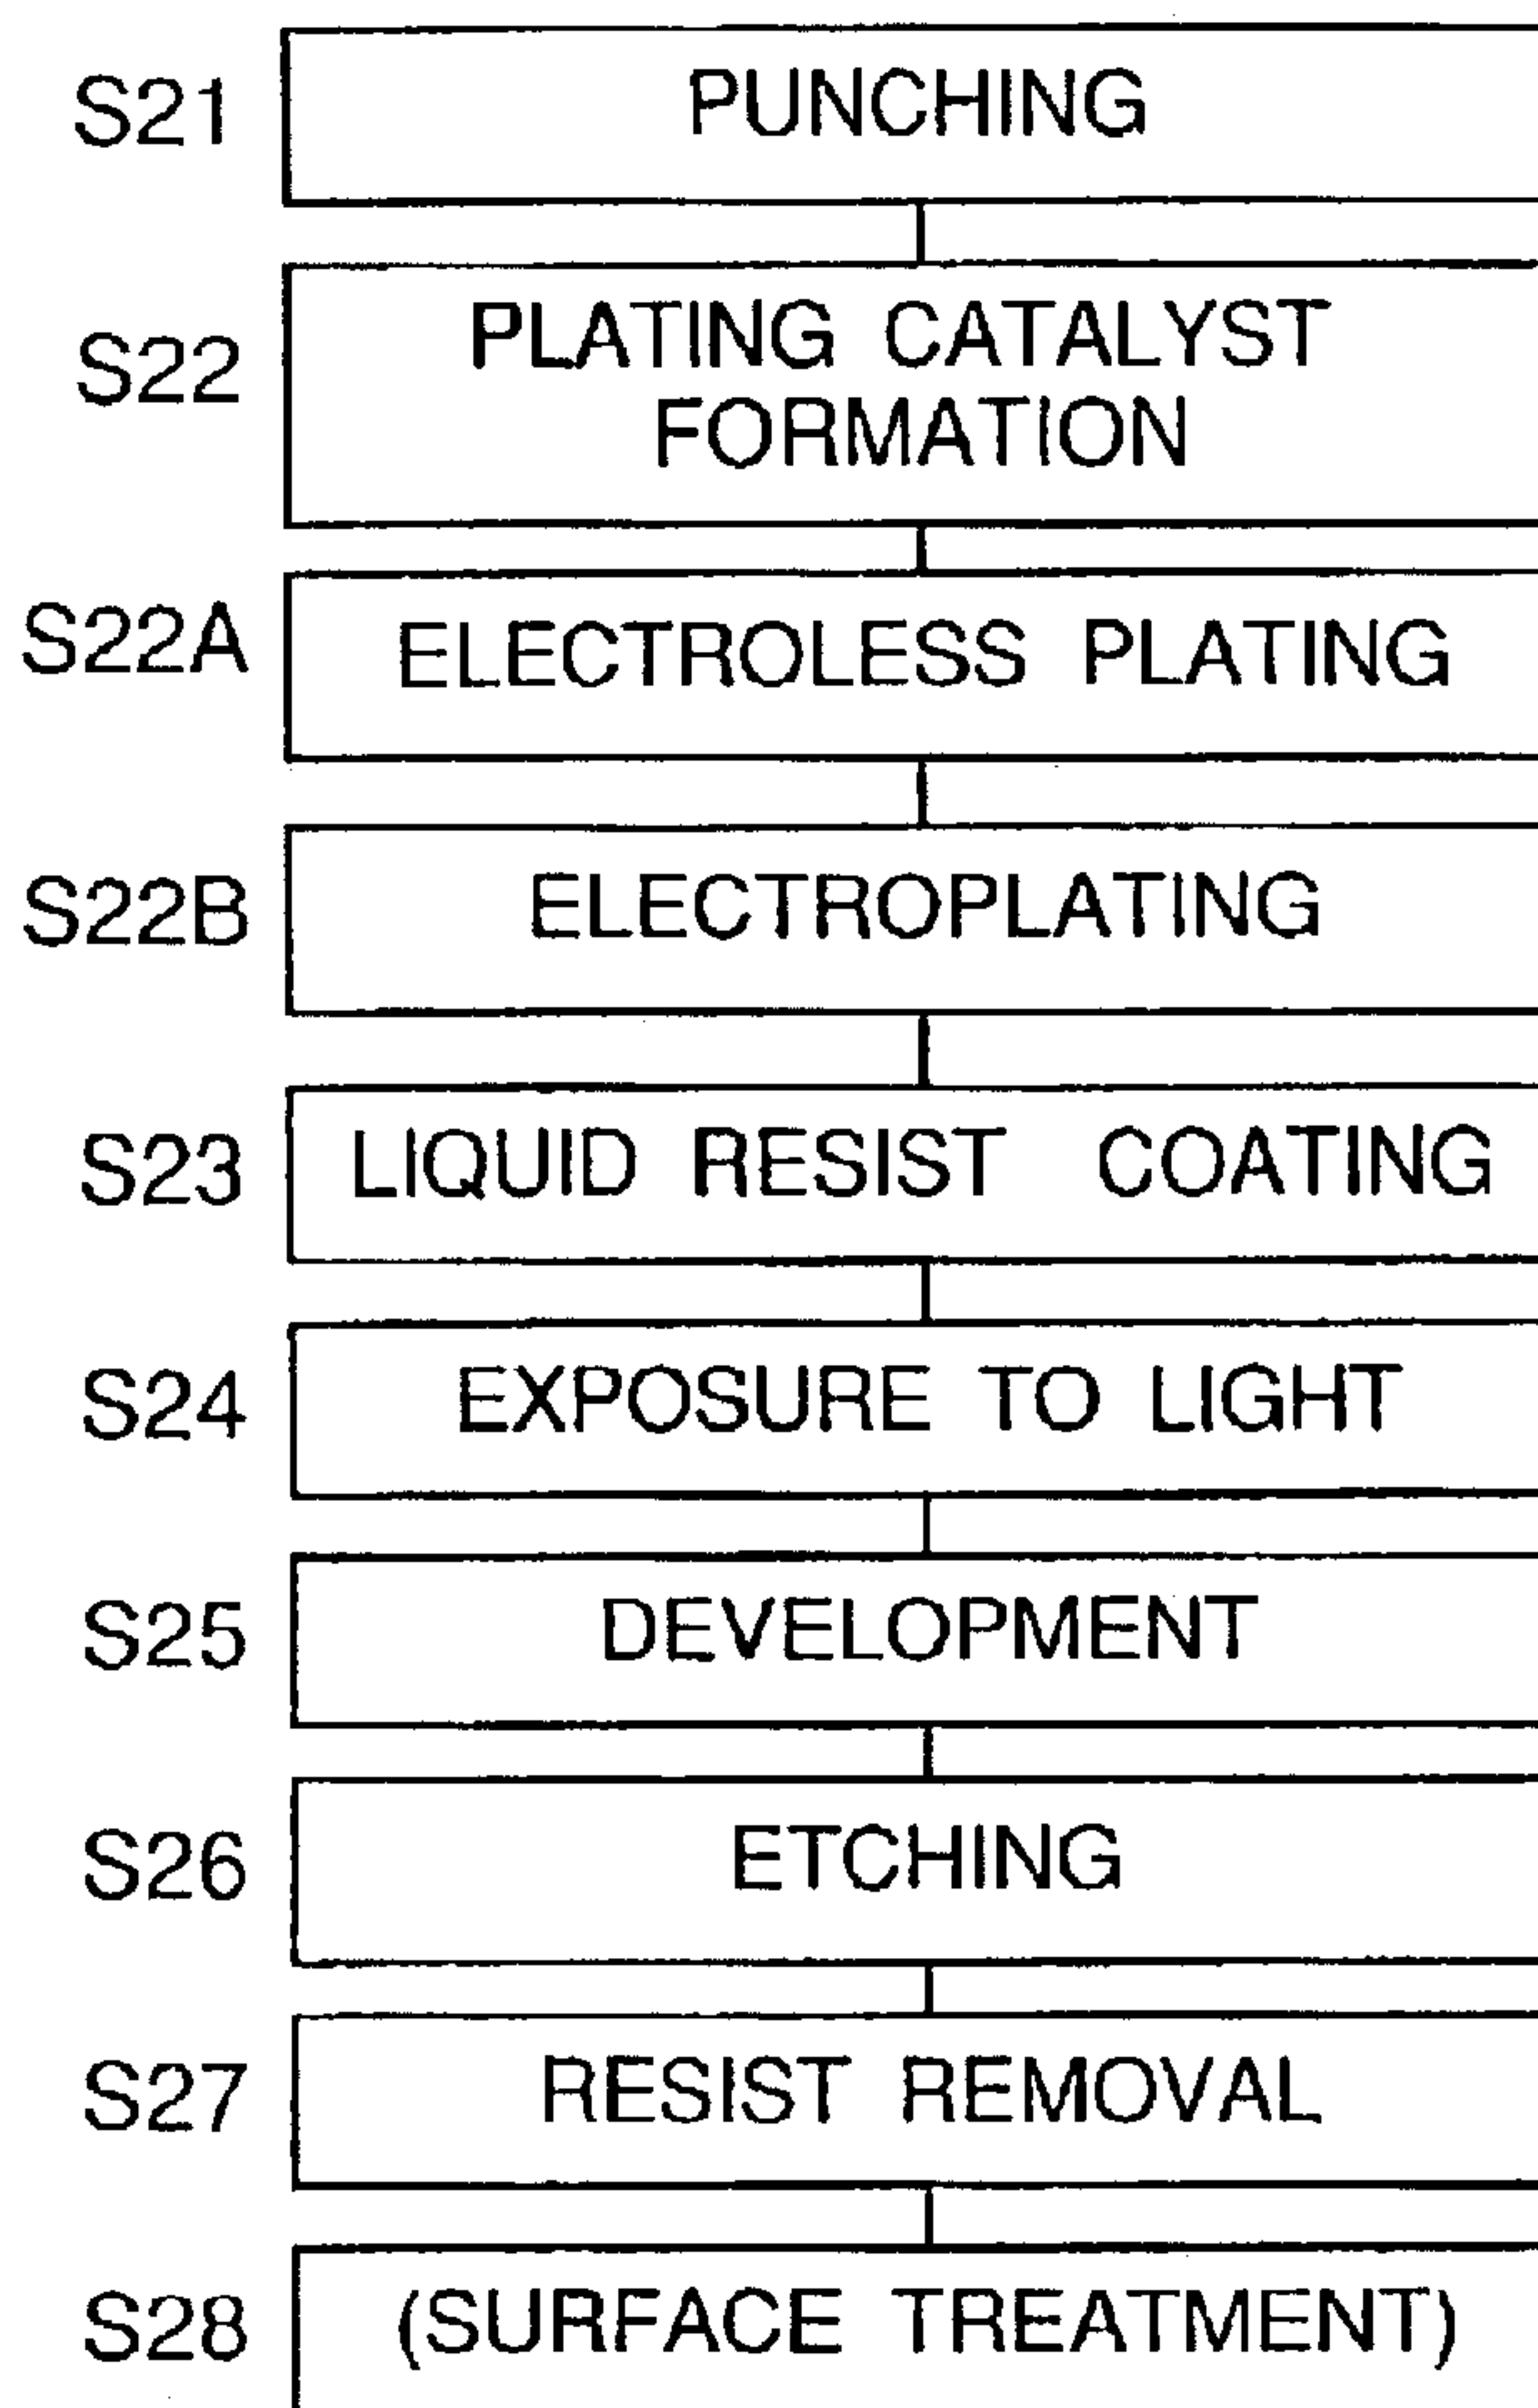 S21 PUNCHING
S22 PLATING CATALYST
FORMATION
S22A ELECTROLESS PLATING
S22B ELECTROPLATING
S23 LIQUID RESIST COATING
S24 EXPOSURE TO LIGHT
S25 DEVELOPMENT
S26 ETCHING
S27 RESIST REMOVAL
S28 (SURFACE TREATMENT)